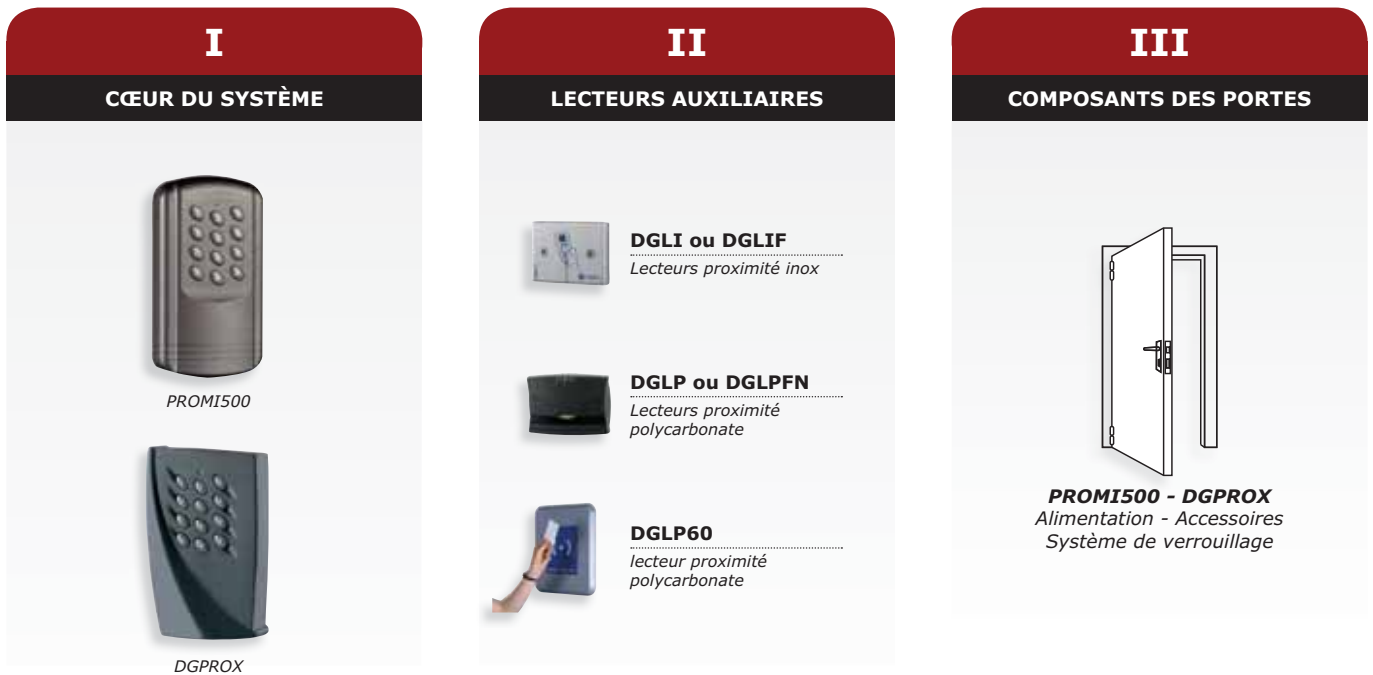 I
CŒUR DU SYSTÈME
PROMI500
DGPROX
II
LECTEURS AUXILIAIRES
DGLI ou DGLIF
Lecteurs proximité inox
DGLP ou DGLPFN
Lecteurs proximité
polycarbonate
DGLP60
lecteur proximité
polycarbonate
III
COMPOSANTS DES PORTES
PROMI500 - DGPROX
Alimentation - Accessoires
Système de verrouillage